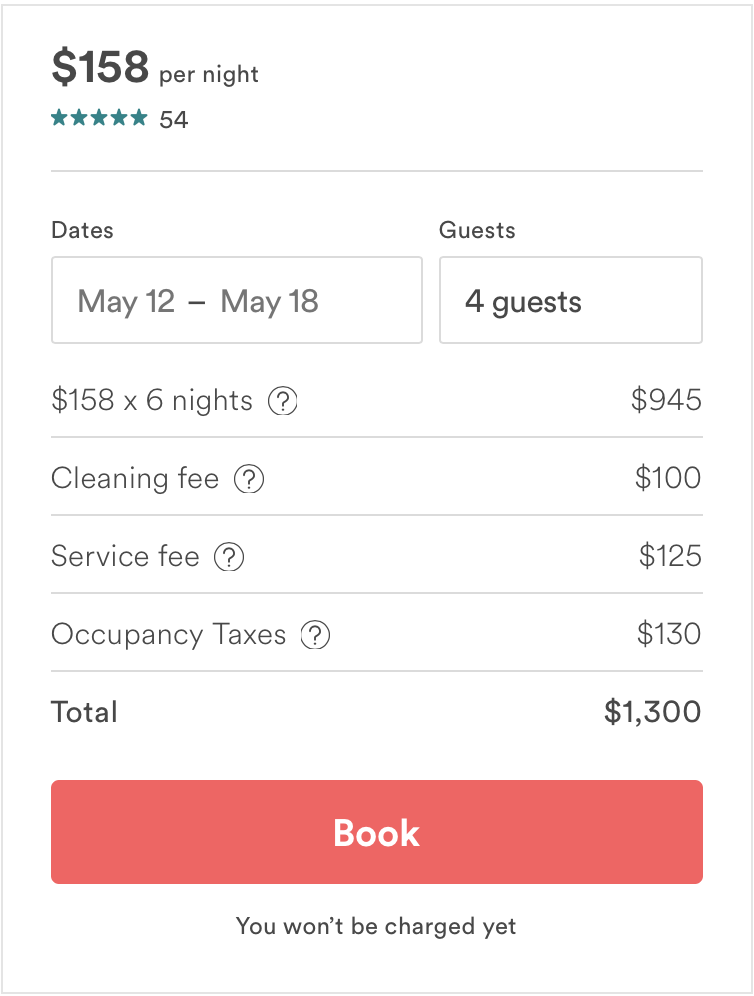 $158 per night
★★★★★ 54
Dates Guests
May 12 – May 18 4 guests
$158 x 6 nights ? $945
Cleaning fee ? $100
Service fee ? $125
Occupancy Taxes ? $130
Total $1,300
Book
You won’t be charged yet